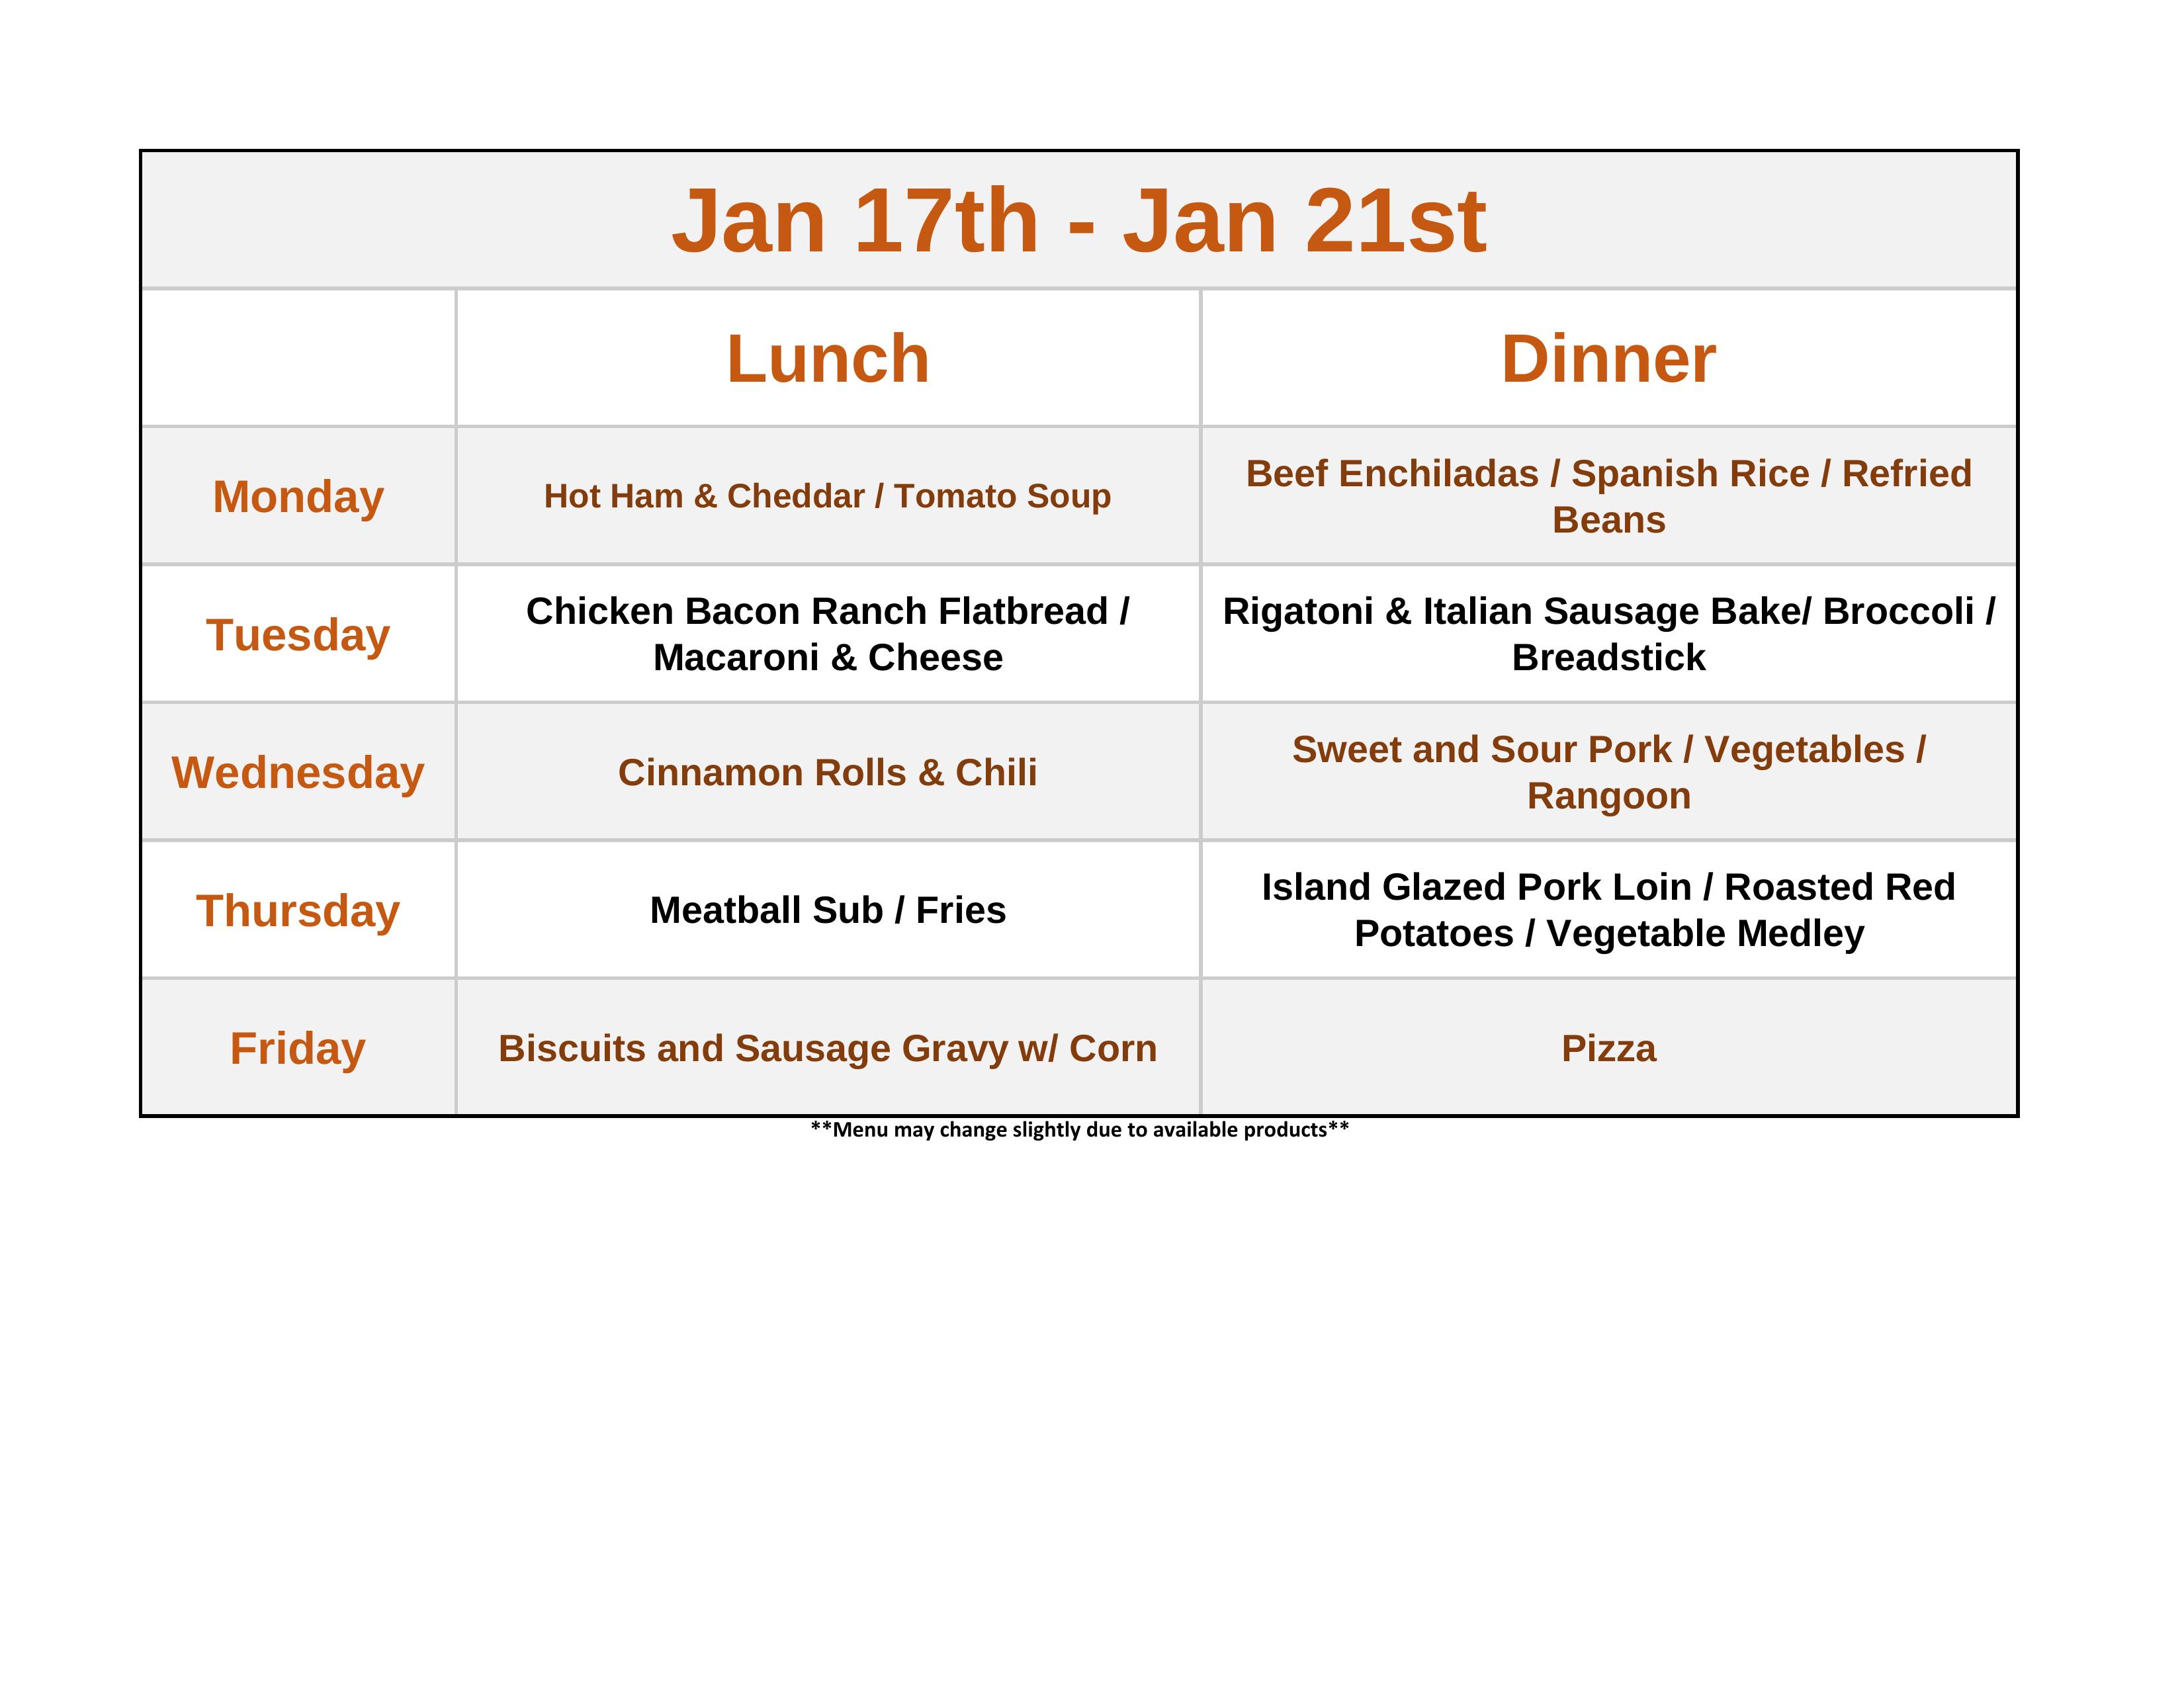 Jan 17th - Jan 21st
Lunch
Dinner
Monday
Hot Ham & Cheddar / Tomato Soup
Beef Enchiladas / Spanish Rice / Refried
Beans
Tuesday
Chicken Bacon Ranch Flatbread /
Macaroni & Cheese
Rigatoni & Italian Sausage Bake/ Broccoli /
Breadstick
Wednesday
Cinnamon Rolls & Chili
Sweet and Sour Pork / Vegetables /
Rangoon
Thursday
Meatball Sub / Fries
Island Glazed Pork Loin / Roasted Red
Potatoes / Vegetable Medley
Friday
Biscuits and Sausage Gravy w/ Corn
Pizza
**Menu may change slightly due to available products**